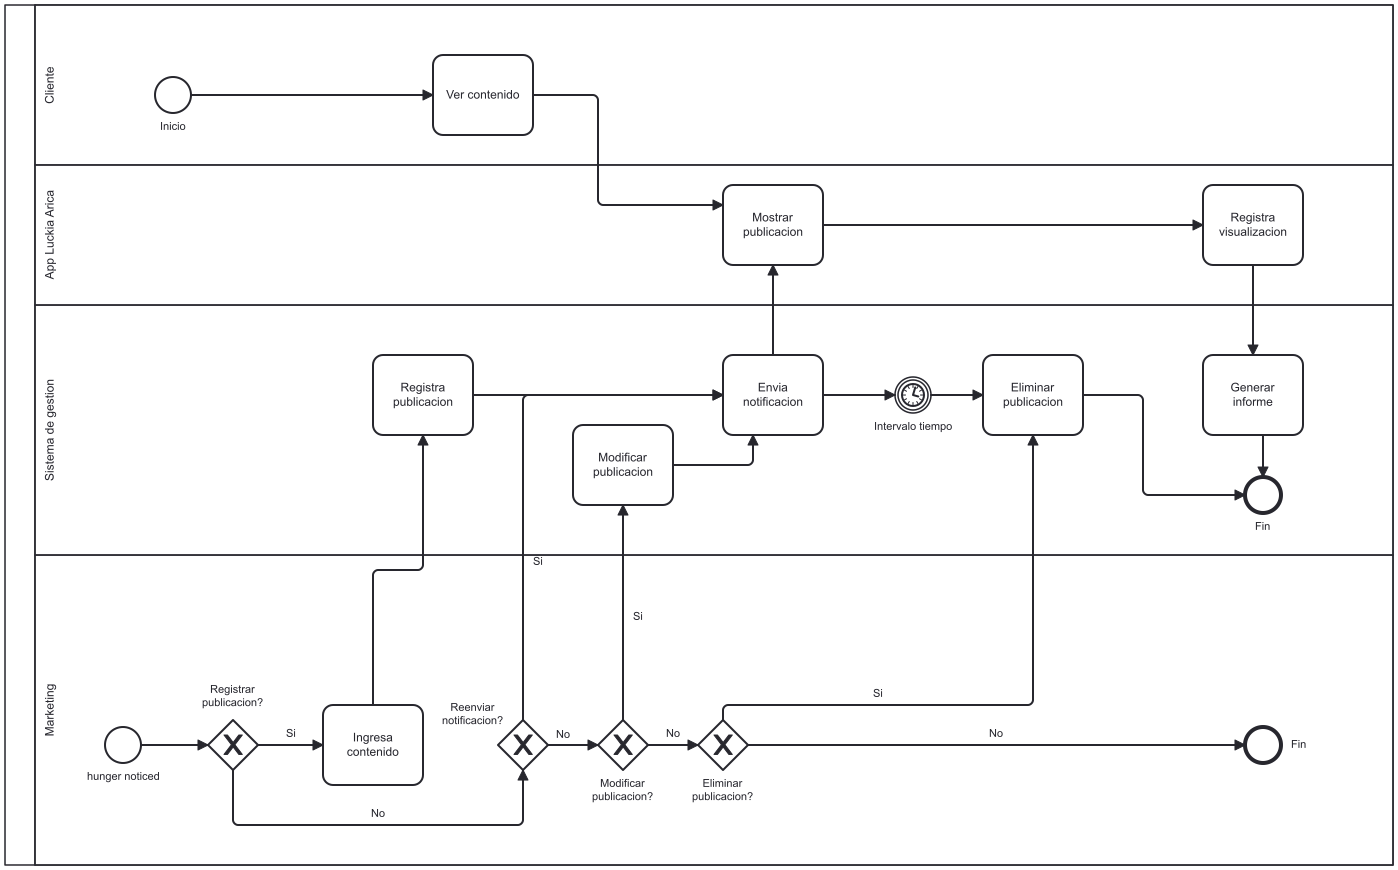 Cliente
Inicio
Ver contenido
App Luckia Arica
Mostrar
publicacion
Registra
visualizacion
Sistema de gestion
Registra
publicacion
Envia
notificacion
Intervalo tiempo
Eliminar
publicacion
Generar
informe
Modificar
publicacion
Fin
Marketing
Si
Si
hunger noticed
Registrar
publicacion?
Si
Ingresa
contenido
No
Reenviar
notificacion?
No
Modificar
publicacion?
No
Eliminar
publicacion?
Si
No
Fin